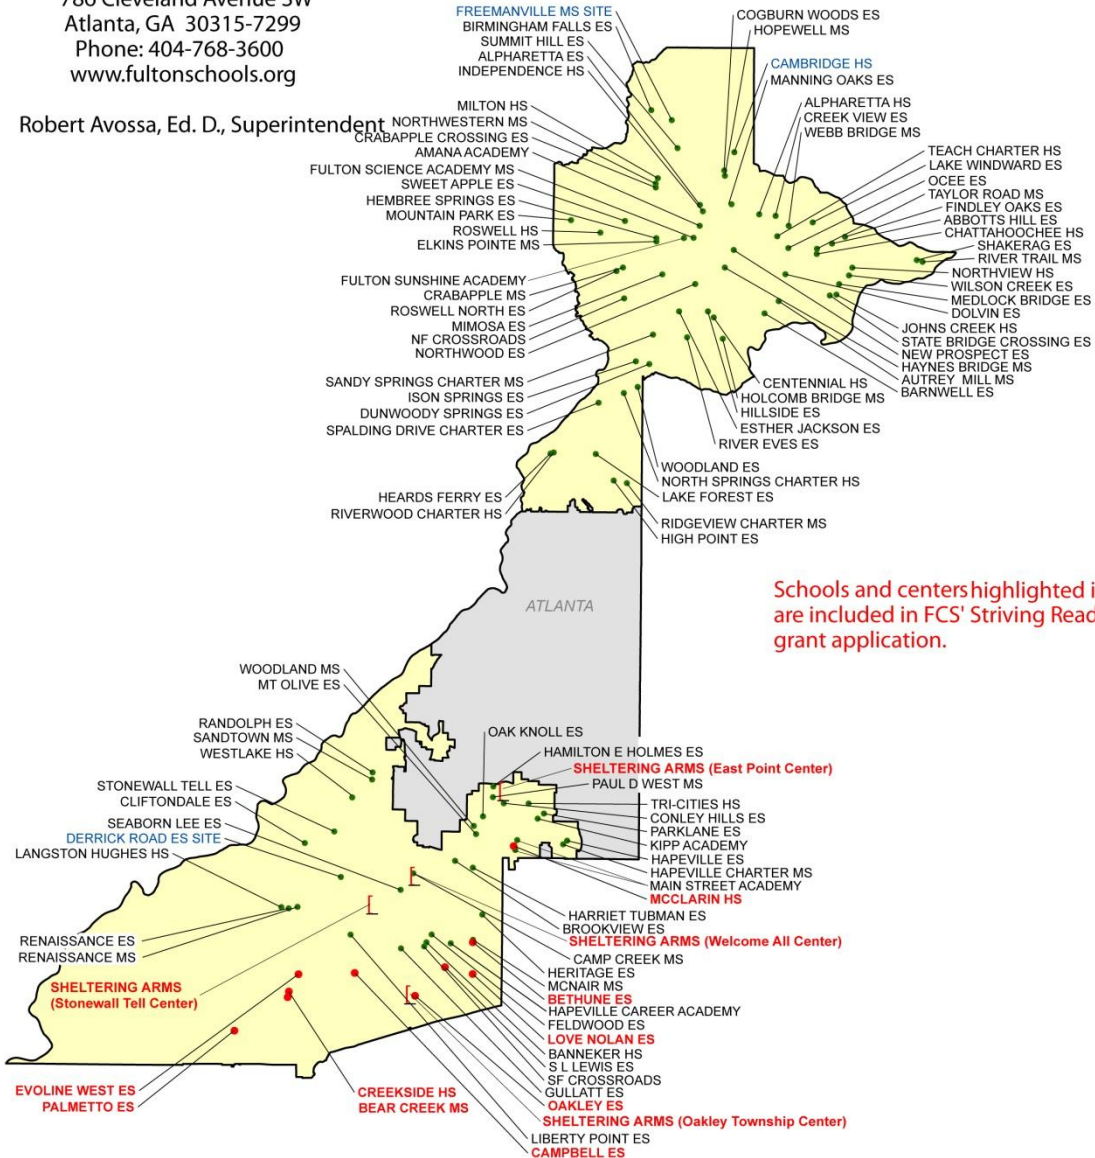 786 Cleveland Avenue SW
Atlanta, GA 30315-7299
Phone: 404-768-3600
www.fultonschools.org
Robert Avossa, Ed. D., Superintendent
FREEMANVILLE MS SITE
BIRMINGHAM FALLS ES
SUMMIT HILL ES
ALPHARETTA ES
INDEPENDENCE HS
MILTON HS
NORTHWESTERN MS
CRABAPPLE CROSSING ES
AMANA ACADEMY
FULTON SCIENCE ACADEMY MS
SWEET APPLE ES
HEMBREE SPRINGS ES
MOUNTAIN PARK ES
ROSWELL HS
ELKINS POINTE MS
FULTON SUNSHINE ACADEMY
CRABAPPLE MS
ROSWELL NORTH ES
MIMOSA ES
NF CROSSROADS
NORTHWOOD ES
SANDY SPRINGS CHARTER MS
ISON SPRINGS ES
DUNWOODY SPRINGS ES
SPALDING DRIVE CHARTER ES
HEARDS FERRY ES
RIVERWOOD CHARTER HS
COGBURN WOODS ES
HOPEWELL MS
CAMBRIDGE HS
MANNING OAKS ES
ALPHARETTA HS
CREEK VIEW ES
WEBB BRIDGE MS
TEACH CHARTER HS
LAKE WINDWARD ES
OCEE ES
TAYLOR ROAD MS
FINDLEY OAKS ES
ABBOTTS HILL ES
CHATTAHOOCHEE HS
SHAKERAG ES
RIVER TRAIL MS
NORTHVIEW HS
WILSON CREEK ES
MEDLOCK BRIDGE ES
DOLVIN ES
JOHNS CREEK HS
STATE BRIDGE CROSSING ES
NEW PROSPECT ES
HAYNES BRIDGE MS
AUTREY MILL MS
BARNWELL ES
CENTENNIAL HS
HOLCOMB BRIDGE MS
HILLSIDE ES
ESTHER JACKSON ES
RIVER EVES ES
WOODLAND ES
NORTH SPRINGS CHARTER HS
LAKE FOREST ES
RIDGEVIEW CHARTER MS
HIGH POINT ES
ATLANTA
Schools and centers highlighted i
are included in FCS' Striving Read
grant application.
WOODLAND MS
MT OLIVE ES
RANDOLPH ES
SANDTOWN MS
WESTLAKE HS
STONEWALL TELL ES
CLIFTONDALE ES
SEABORN LEE ES
DERRICK ROAD ES SITE
LANGSTON HUGHES HS
RENAISSANCE ES
RENAISSANCE MS
SHELTERING ARMS
(Stonewall Tell Center)
EVOLINE WEST ES
PALMETTO ES
CREEKSIDE HS
BEAR CREEK MS
OAK KNOLL ES
HAMILTON E HOLMES ES
SHELTERING ARMS (East Point Center)
PAUL D WEST MS
TRI-CITIES HS
CONLEY HILLS ES
PARKLANE ES
KIPP ACADEMY
HAPEVILLE ES
HAPEVILLE CHARTER MS
MAIN STREET ACADEMY
MCCLARIN HS
HARRIET TUBMAN ES
BROOKVIEW ES
SHELTERING ARMS (Welcome All Center)
CAMP CREEK MS
HERITAGE ES
MCNAIR MS
BETHUNE ES
HAPEVILLE CAREER ACADEMY
FELDWOOD ES
LOVE NOLAN ES
BANNEKER HS
S L LEWIS ES
SF CROSSROADS
GULLATT ES
OAKLEY ES
SHELTERING ARMS (Oakley Township Center)
LIBERTY POINT ES
CAMPBELL ES